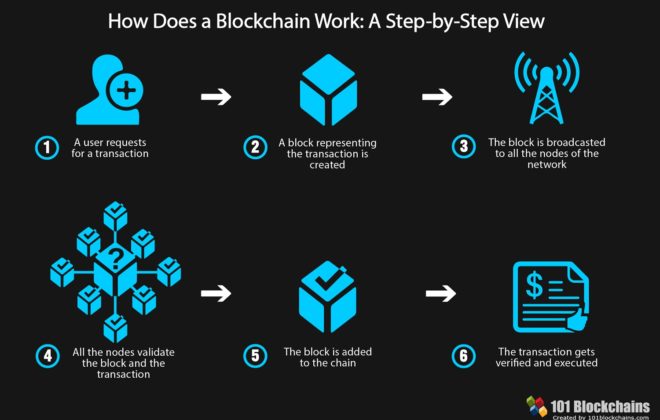 How Does a Blockchain Work: A Step-by-Step View
1
A user requests
for a transaction
2
A block representing
the transaction is
created
3
The block is broadcasted
to all the nodes of the
network
?
4
All the nodes validate
the block and the
transaction
5
The block is added
to the chain
$
6
The transaction gets
verified and executed
101 Blockchains
Created by 101blockchains.com